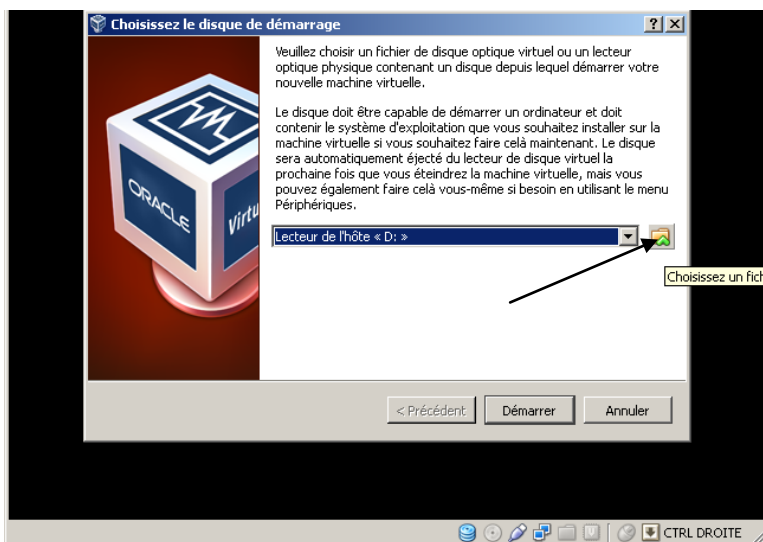 Choisissez le disque de démarrage
Veuillez choisir un fichier de disque optique virtuel ou un lecteur
optique physique contenant un disque depuis lequel démarrer votre
nouvelle machine virtuelle.
Le disque doit être capable de démarrer un ordinateur et doit
contenir le système d'exploitation que vous souhaitez installer sur la
machine virtuelle si vous souhaitez faire celà maintenant. Le disque
sera automatiquement éjecté du lecteur de disque virtuel la
prochaine fois que vous éteindrez la machine virtuelle, mais vous
pouvez également faire celà vous-même si besoin en utilisant le menu
Périphériques.
ORACLE
Virtu
Lecteur de l'hôte « D: »
Choisissez un fich
< Précédent
Démarrer
Annuler
CTRL DROITE